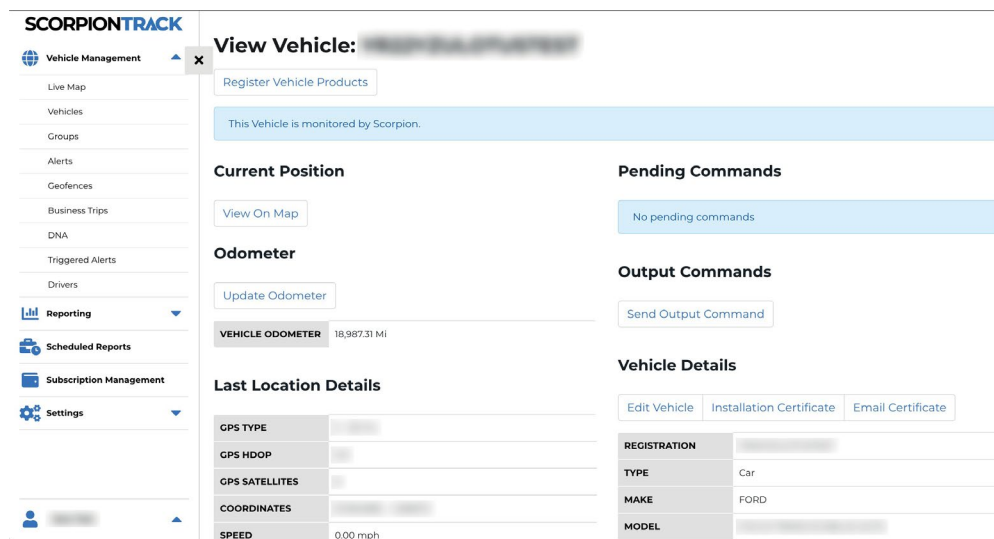 SCORPIONTRACK
Vehicle Management
Live Map
Vehicles
Groups
Alerts
Geofences
Business Trips
DNA
Triggered Alerts
Drivers
Reporting
Scheduled Reports
Subscription Management
Settings
View Vehicle:
Register Vehicle Products
This Vehicle is monitored by Scorpion.
Current Position
View On Map
Odometer
Update Odometer
VEHICLE ODOMETER 18,987.31 Mi
Last Location Details
GPS TYPE
GPS HDOP
GPS SATELLITES
COORDINATES
SPEED 0.00 mph
Pending Commands
No pending commands
Output Commands
Send Output Command
Vehicle Details
Edit Vehicle Installation Certificate Email Certificate
REGISTRATION
TYPE Car
MAKE FORD
MODEL